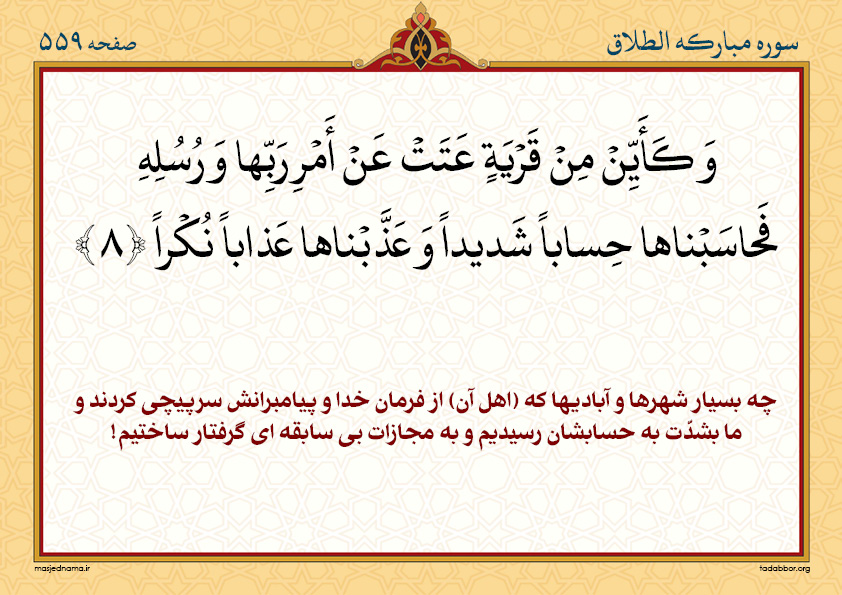 سوره مبارکه الطلاق
صفحه ۵۵۹
وَ كَأَيِّنْ مِنْ قَرْيَةٍ عَتَتْ عَنْ أَمْرِ رَبِّها وَ رُسُلِهِ
فَحاسَبْناها حِساباً شَديداً وَ عَذَّبْناها عَذاباً نُكْراً ﴿۸﴾
چه بسیار شهرها و آبادیها که (اهل آن) از فرمان خدا و پیامبرانش سرپیچی کردند و
ما بشدّت به حسابشان رسیدیم و به مجازات بی سابقه ای گرفتار ساختیم!
masjednama.ir
tadabbor.org